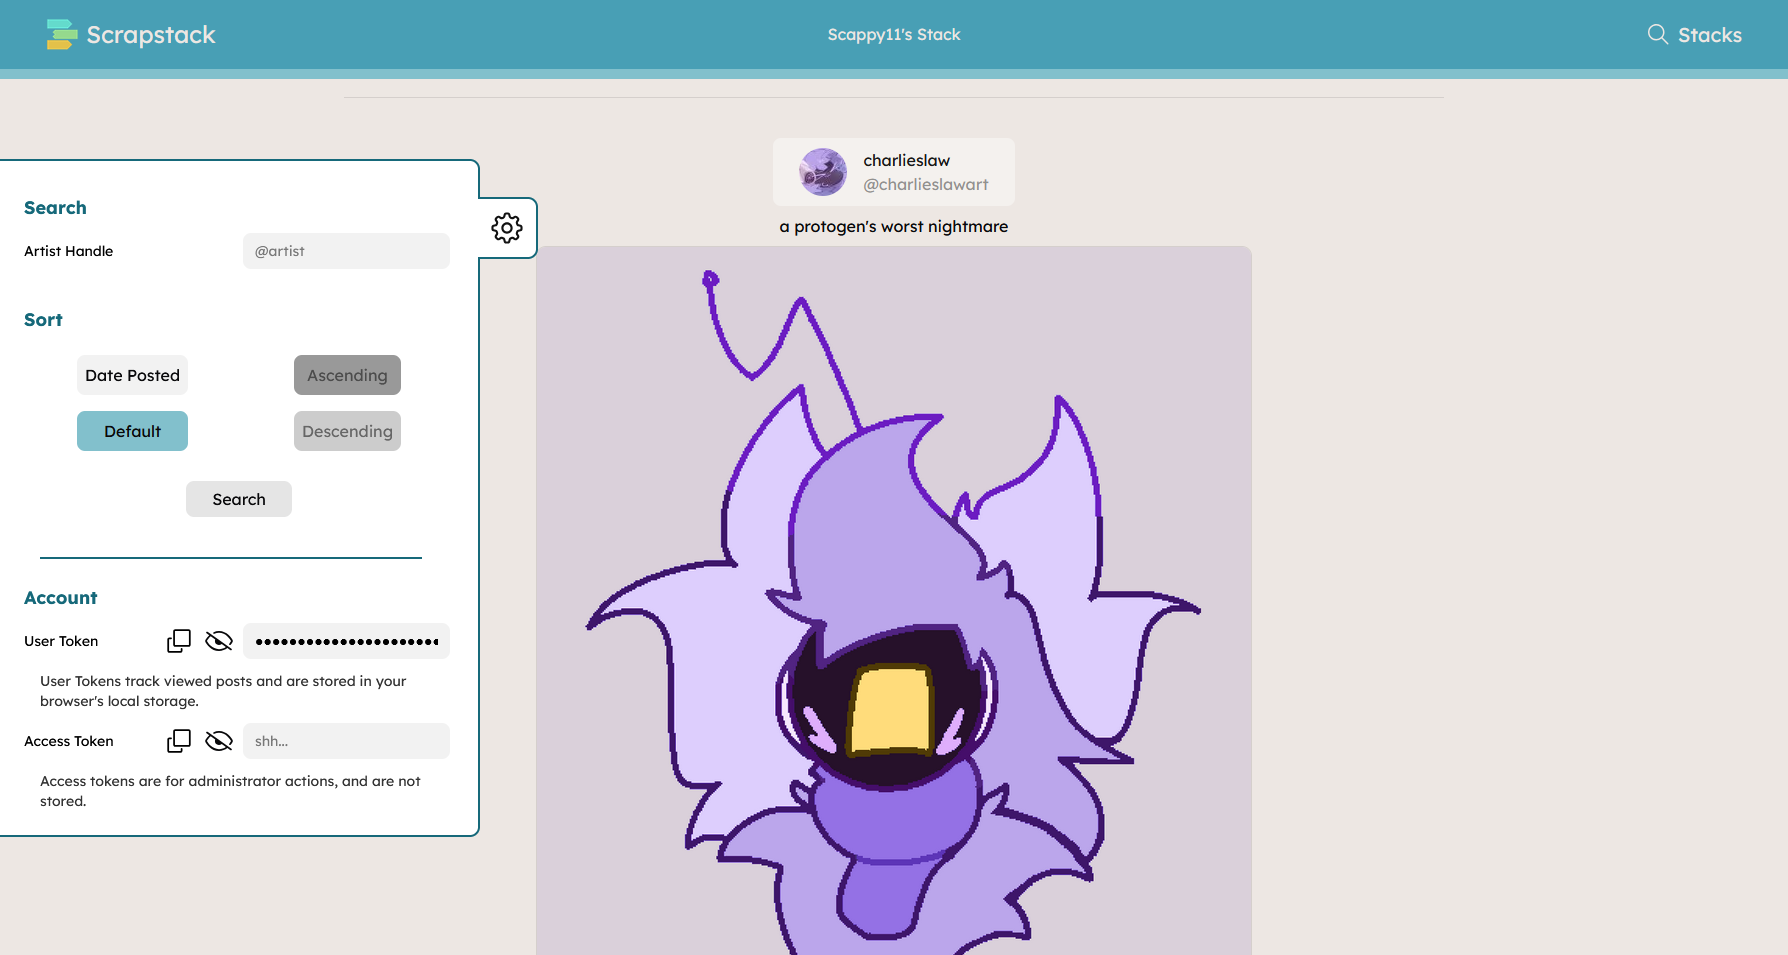 Scrapstack
Scappy11's Stack
Stacks
charlieslaw
@charlieslawart
a protogen's worst nightmare
Search
Artist Handle
@artist
Sort
Date Posted
Ascending
Default
Descending
Search
Account
User Token
User Tokens track viewed posts and are stored in your
browser's local storage.
Access Token
shh...
Access tokens are for administrator actions, and are not
stored.